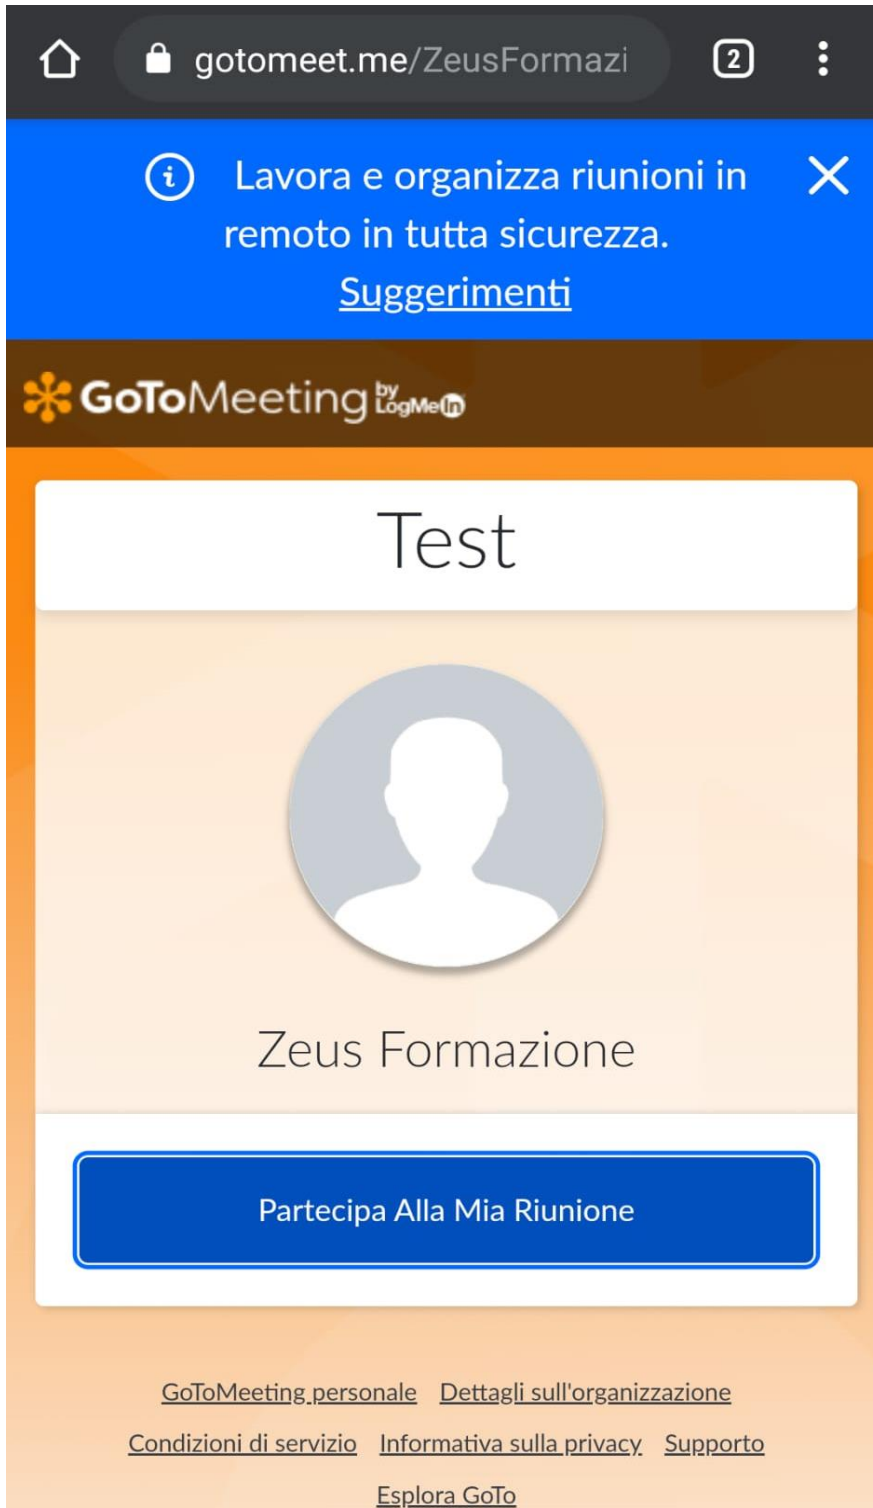 gotomeet.me/ZeusFormazi
2
Lavora e organizza riunioni in
remoto in tutta sicurezza.
Suggerimenti
GoToMeeting by LogMeIn
Test
Zeus Formazione
Partecipa Alla Mia Riunione
GoToMeeting personale Dettagli sull'organizzazione
Condizioni di servizio Informativa sulla privacy Supporto
Esplora GoTo